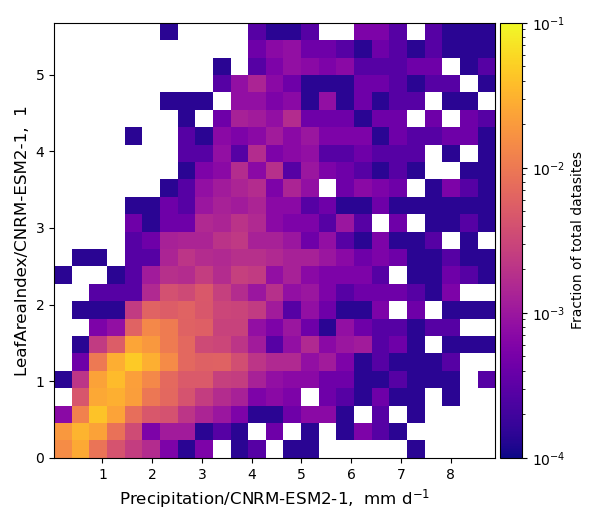 LeafAreaIndex/CNRM-ESM2-1,  1
5
4
3
2
1
0
1 2 3 4 5 6 7 8
Precipitation/CNRM-ESM2-1,  mm d⁻¹
10⁻¹
10⁻²
10⁻³
10⁻⁴
Fraction of total datasites